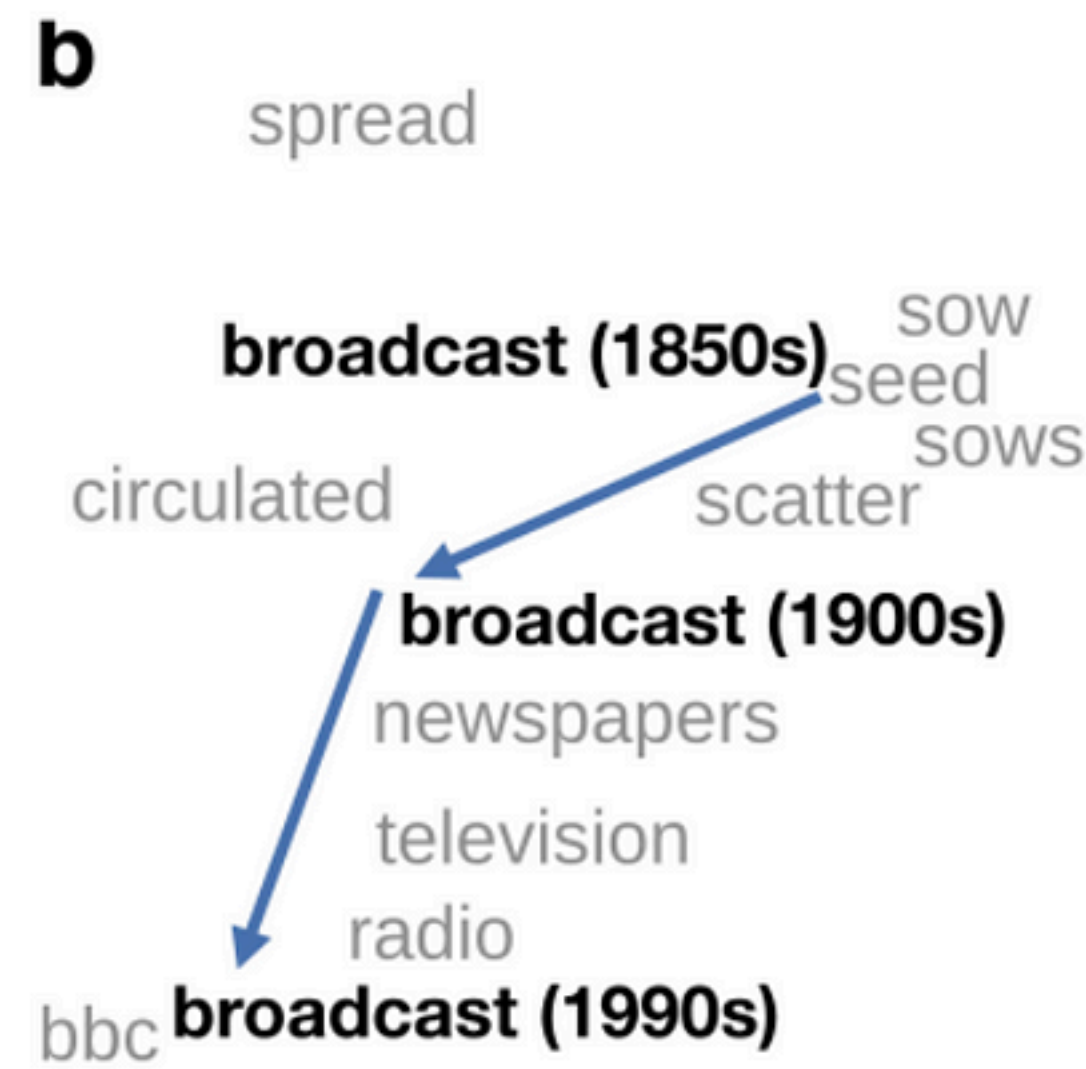 b
spread
sow
broadcast (1850s)
seed
sows
circulated
scatter
broadcast (1900s)
newspapers
television
radio
bbc broadcast (1990s)